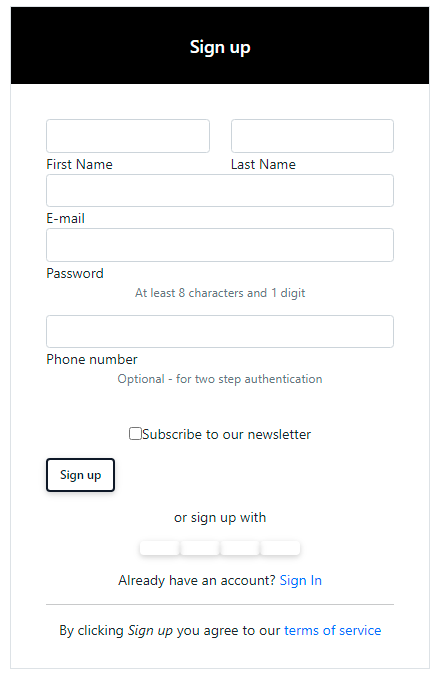 Sign up
First Name Last Name
E-mail
Password
At least 8 characters and 1 digit
Phone number
Optional - for two step authentication
Subscribe to our newsletter
Sign up
or sign up with
Already have an account? Sign In
By clicking Sign up you agree to our terms of service